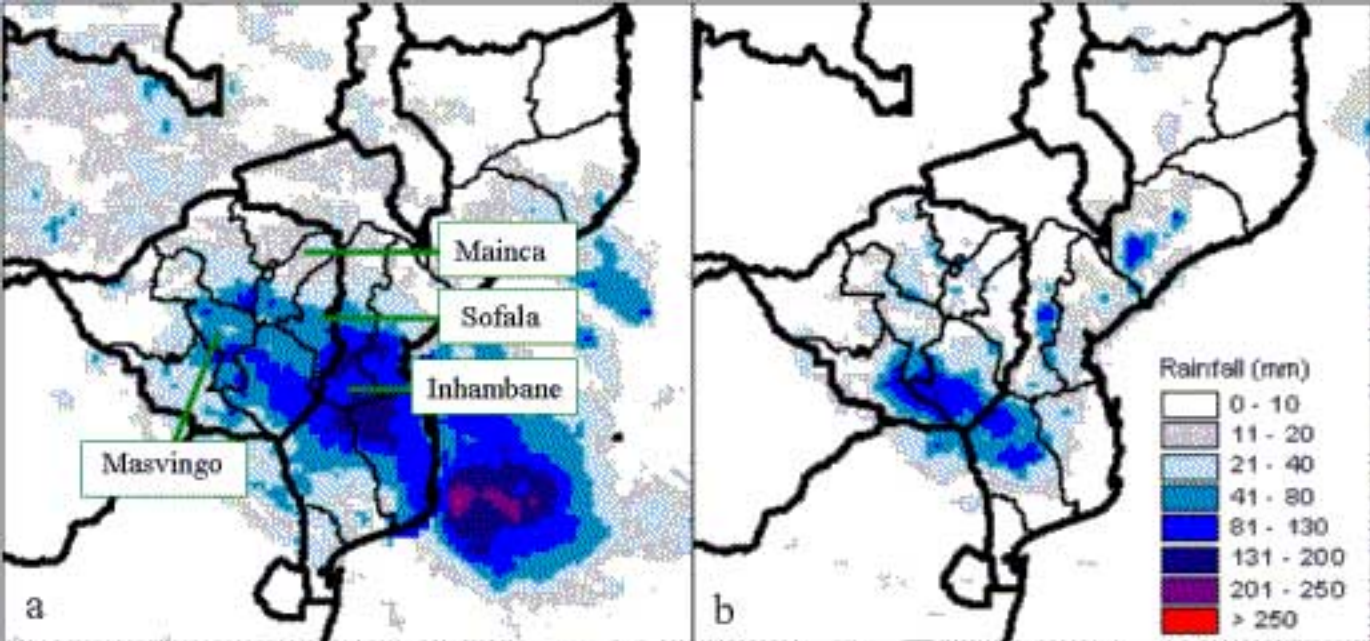 Mainca
Sofala
Inhambane
Masvingo
a
b
Rainfall (mm)
0 - 10
11 - 20
21 - 40
41 - 80
81 - 130
131 - 200
201 - 250
> 250